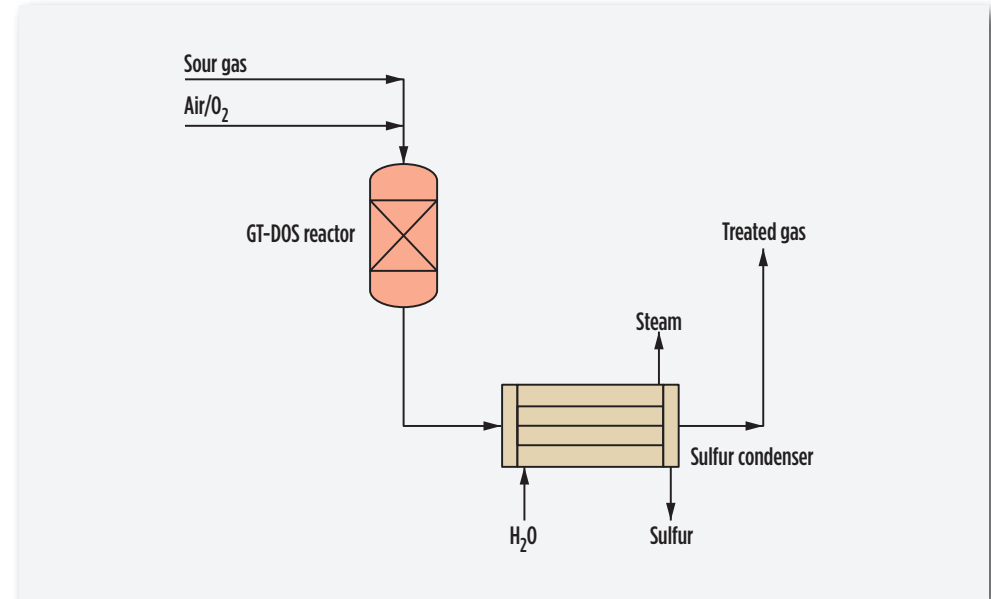 Sour gas
Air/O₂
GT-DOS reactor
Treated gas
Steam
Sulfur condenser
H₂O
Sulfur